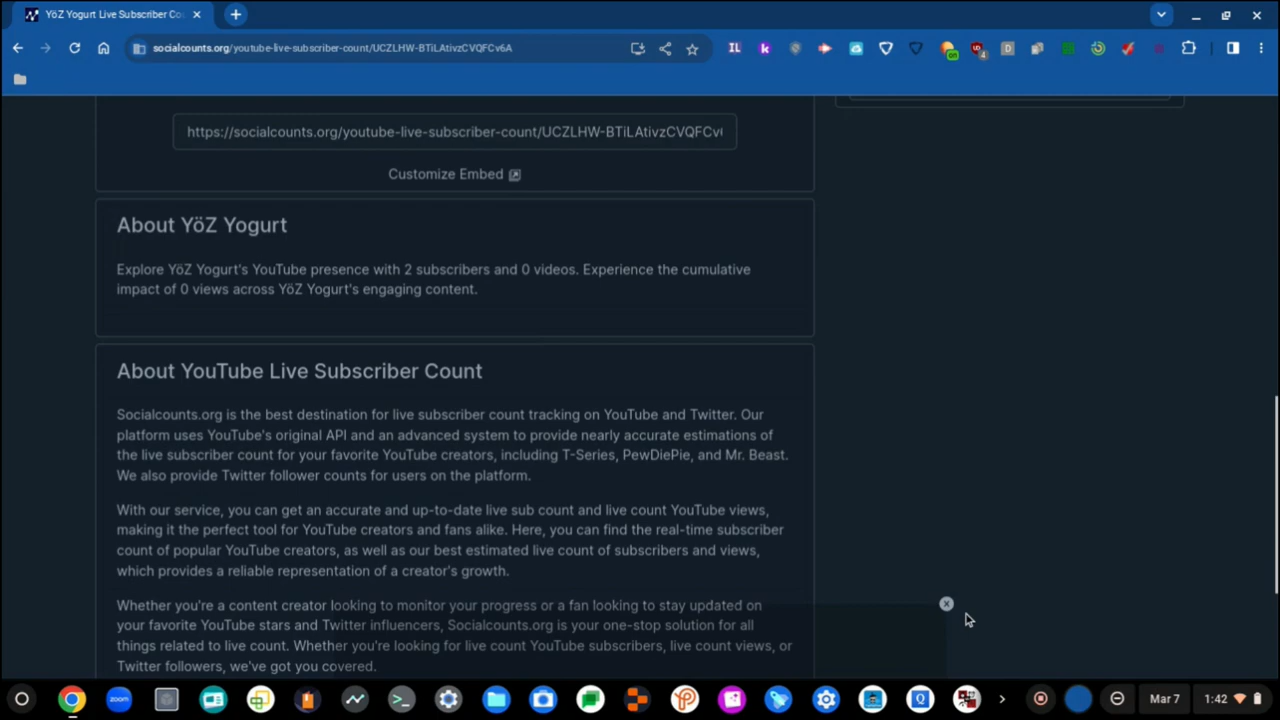 YöZ Yogurt Live Subscriber Co
socialcounts.org/youtube-live-subscriber-count/UCZLHW-BTiLAtivzCVQFCv6A
https://socialcounts.org/youtube-live-subscriber-count/UCZLHW-BTiLAtivzCVQFCv
Customize Embed
About YöZ Yogurt
Explore YöZ Yogurt's YouTube presence with 2 subscribers and 0 videos. Experience the cumulative
impact of 0 views across YöZ Yogurt's engaging content.
About YouTube Live Subscriber Count
Socialcounts.org is the best destination for live subscriber count tracking on YouTube and Twitter. Our
platform uses YouTube's original API and an advanced system to provide nearly accurate estimations of
the live subscriber count for your favorite YouTube creators, including T-Series, PewDiePie, and Mr. Beast.
We also provide Twitter follower counts for users on the platform.
With our service, you can get an accurate and up-to-date live sub count and live count YouTube views,
making it the perfect tool for YouTube creators and fans alike. Here, you can find the real-time subscriber
count of popular YouTube creators, as well as our best estimated live count of subscribers and views,
which provides a reliable representation of a creator's growth.
Whether you're a content creator looking to monitor your progress or a fan looking to stay updated on
your favorite YouTube stars and Twitter influencers, Socialcounts.org is your one-stop solution for all
things related to live count. Whether you're looking for live count YouTube subscribers, live count views, or
Twitter followers, we've got you covered.
zoom
Mar 7
1:42